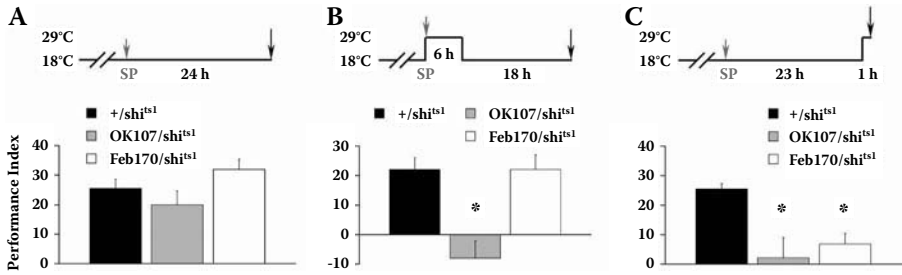 A
29°C
18°C
SP
24 h
+/shi^ts1
OK107/shi^ts1
Feb170/shi^ts1
Performance Index
40
30
20
10
0
B
29°C
18°C
6 h
SP
18 h
+/shi^ts1
OK107/shi^ts1
Feb170/shi^ts1
30
20
10
0
-10
*
C
29°C
18°C
SP
23 h
1 h
+/shi^ts1
OK107/shi^ts1
Feb170/shi^ts1
40
30
20
10
0
* *